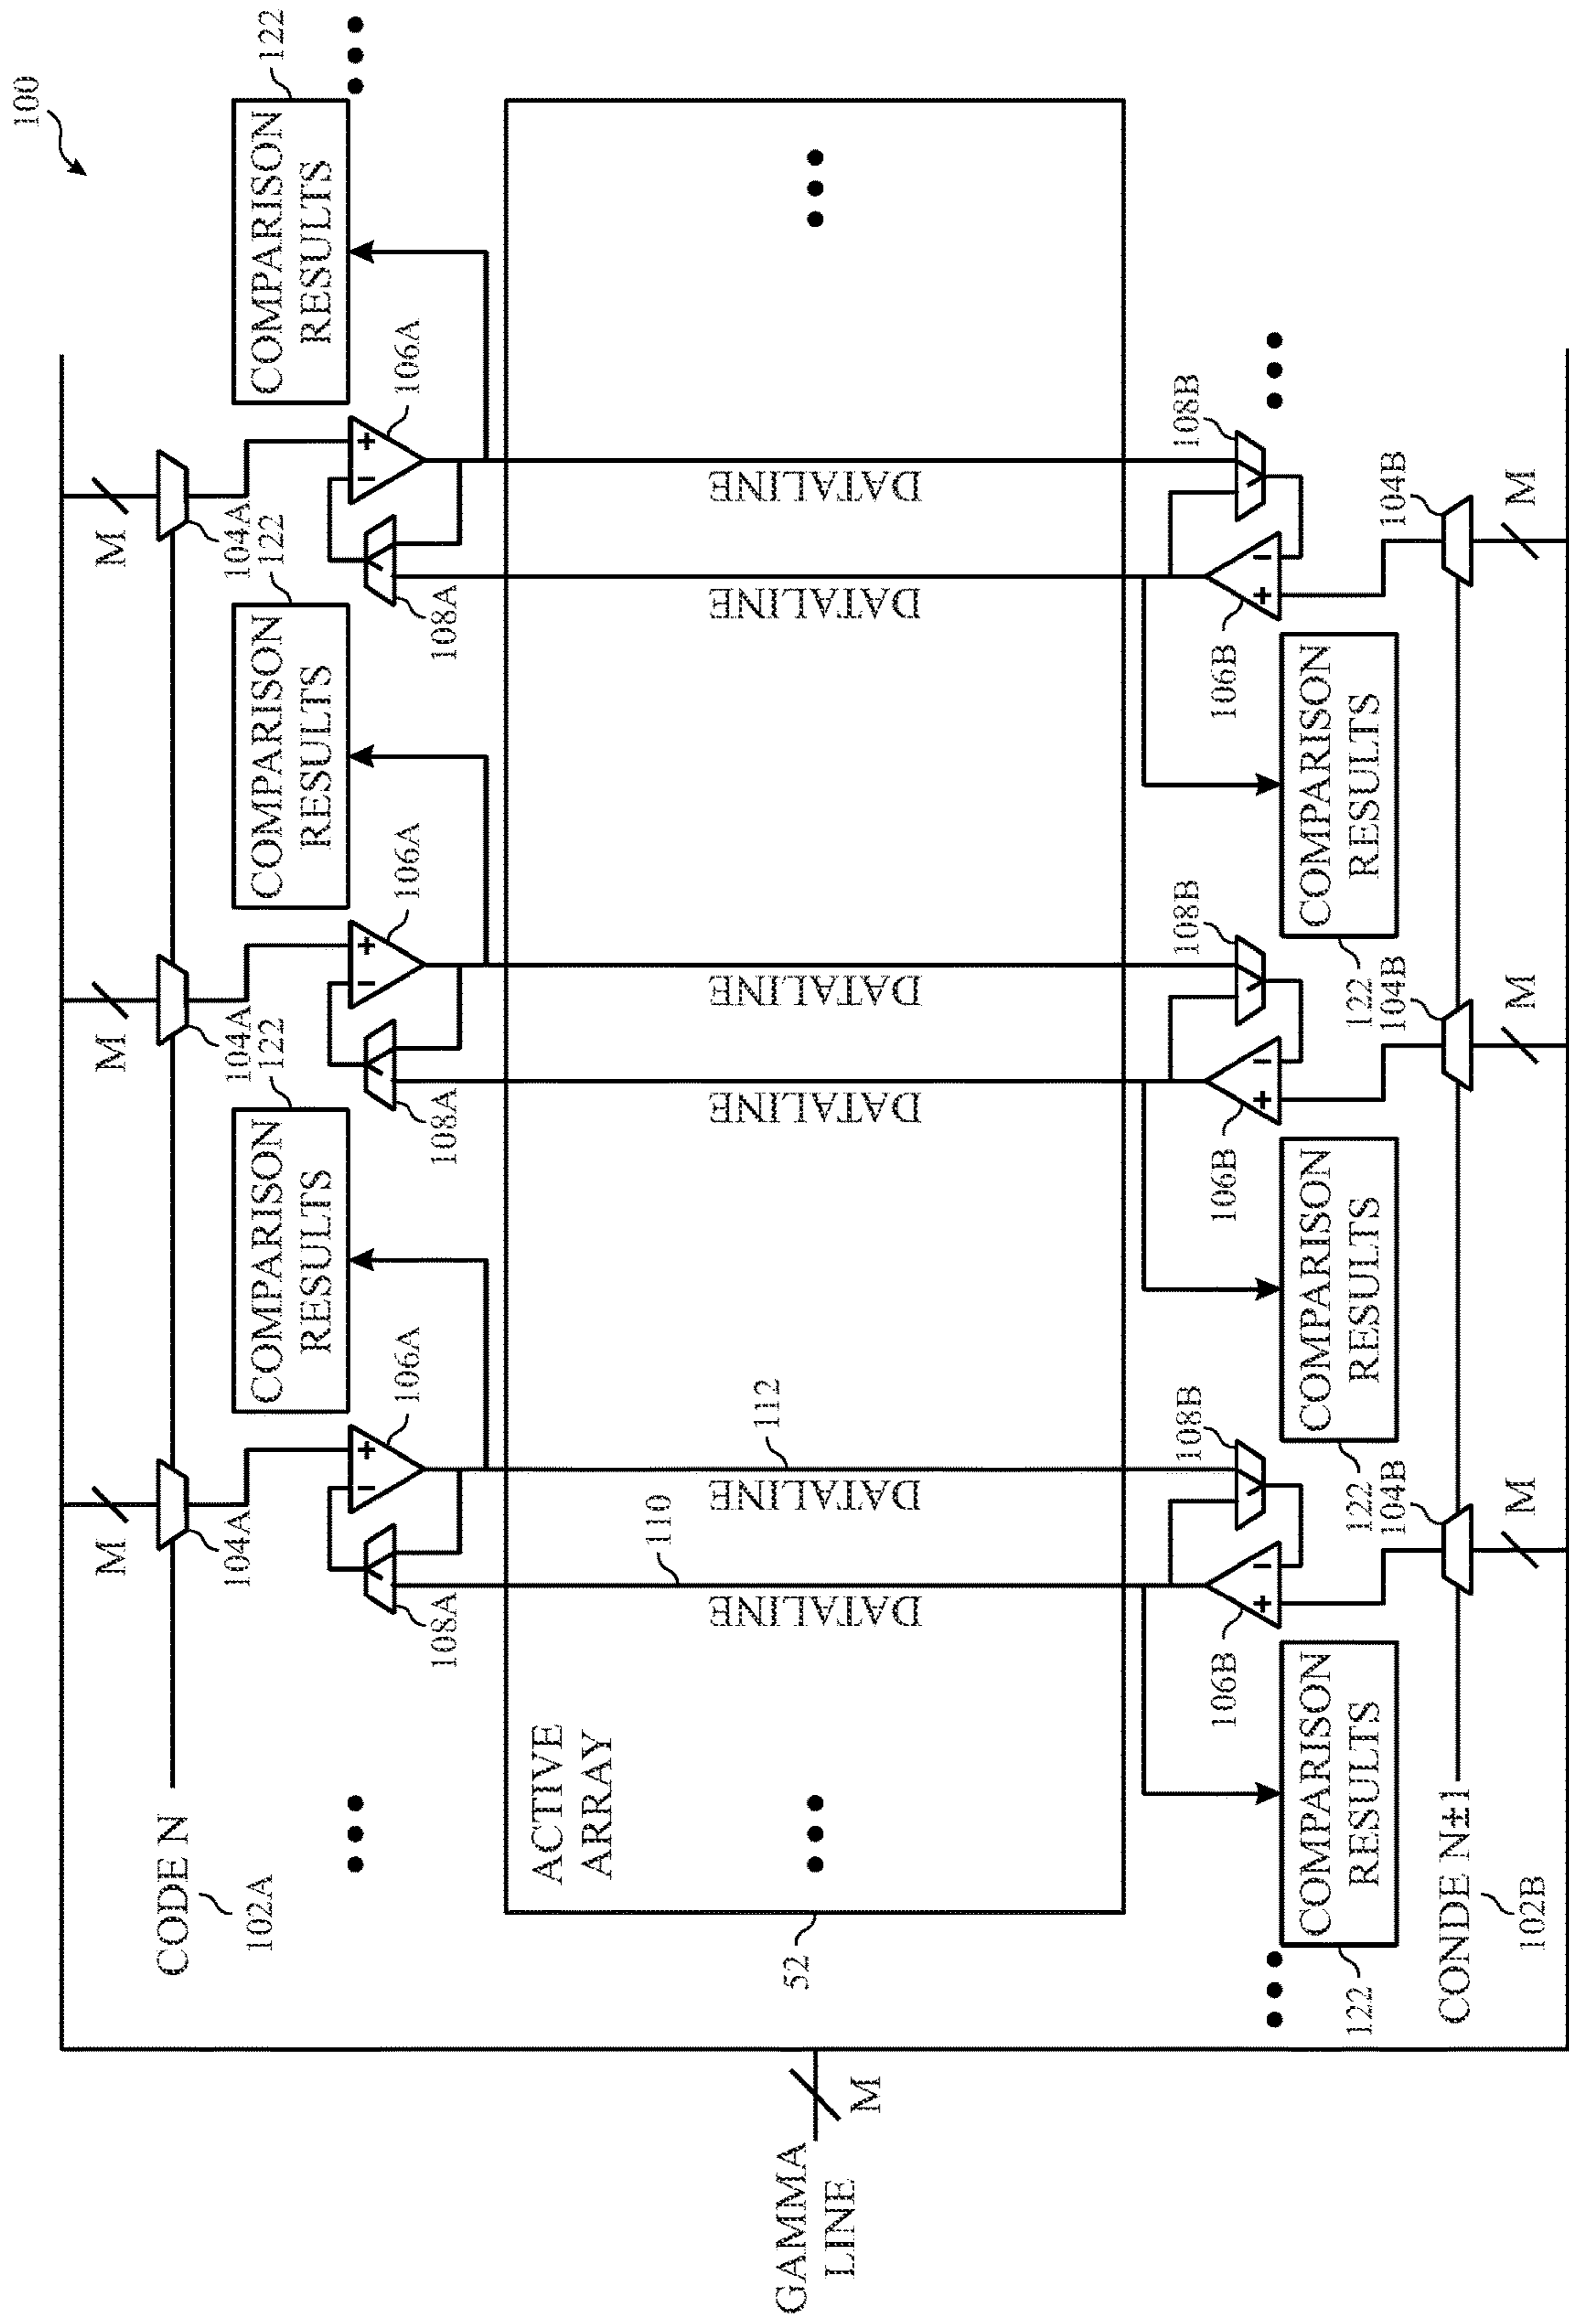 100
M
M
M
CODE N
102A
104A
104A
104A
122
122
122
COMPARISON
RESULTS
COMPARISON
RESULTS
COMPARISON
RESULTS
- +
- +
- +
106A
106A
106A
108A
108A
108A
ACTIVE
ARRAY
110
112
DATALINE
DATALINE
DATALINE
DATALINE
DATALINE
DATALINE
52
GAMMA
LINE
M
108B
108B
108B
106B
106B
106B
+ -
+ -
+ -
COMPARISON
RESULTS
COMPARISON
RESULTS
COMPARISON
RESULTS
122
122
122
104B
104B
104B
CONDE N±1
102B
M
M
M